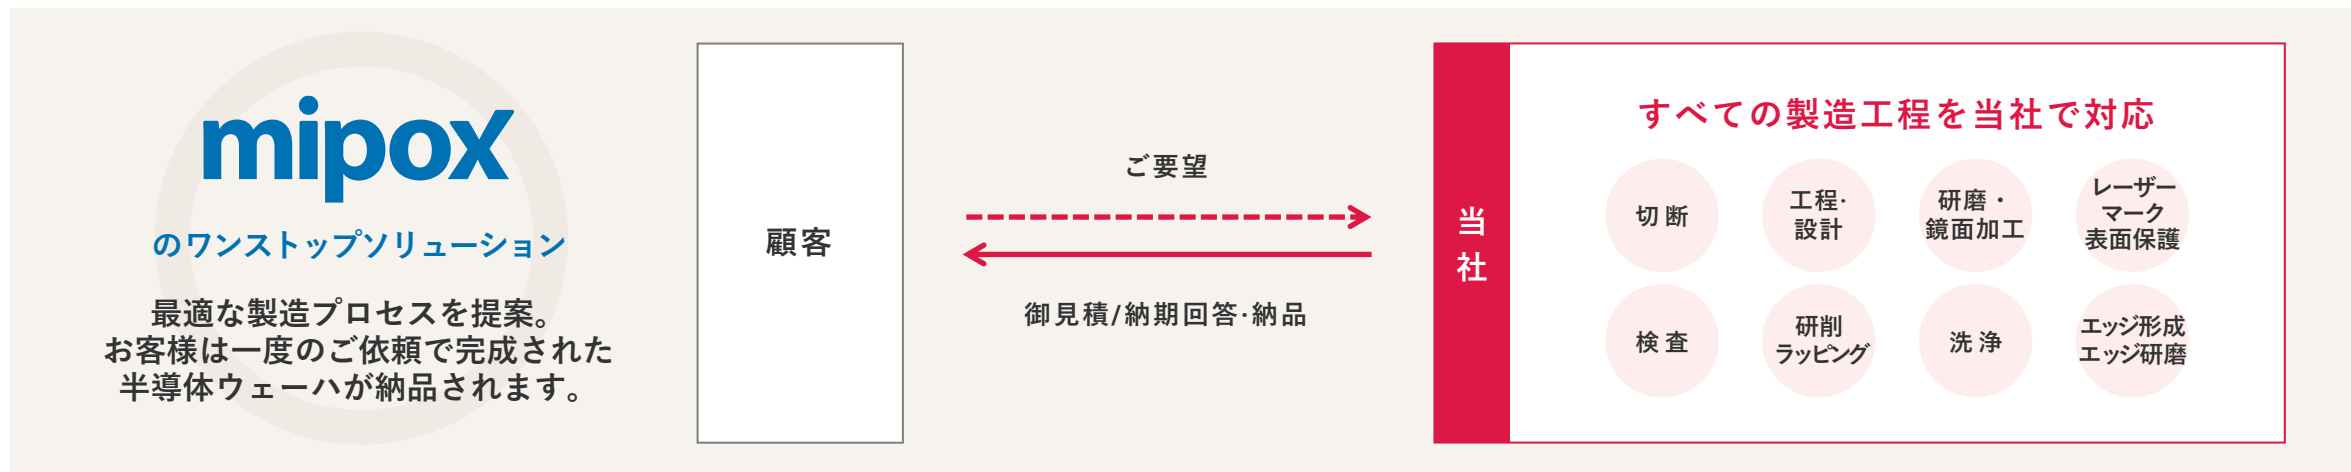 mipox
のワンストップソリューション
最適な製造プロセスを提案。
お客様は一度のご依頼で完成された
半導体ウェーハが納品されます。
顧客
ご要望
御見積/納期回答·納品
当社
すべての製造工程を当社で対応
切断
工程·
設計
研磨・
鏡面加工
レーザー
マーク
表面保護
検査
研削
ラッピング
洗浄
エッジ形成
エッジ研磨